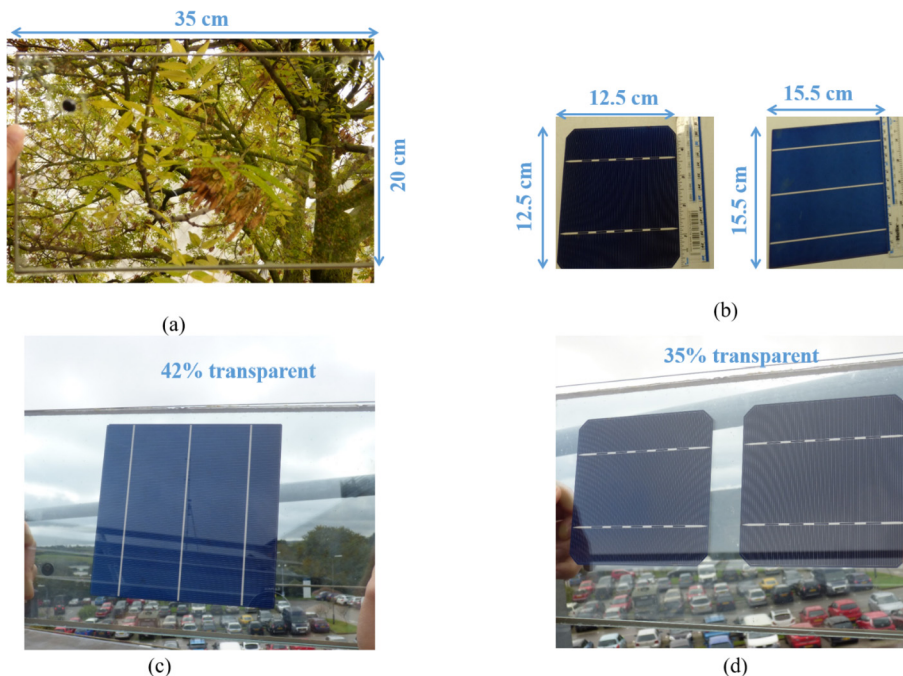 35 cm
20 cm
(a)
12.5 cm
15.5 cm
12.5 cm
15.5 cm
(b)
42% transparent
(c)
35% transparent
(d)